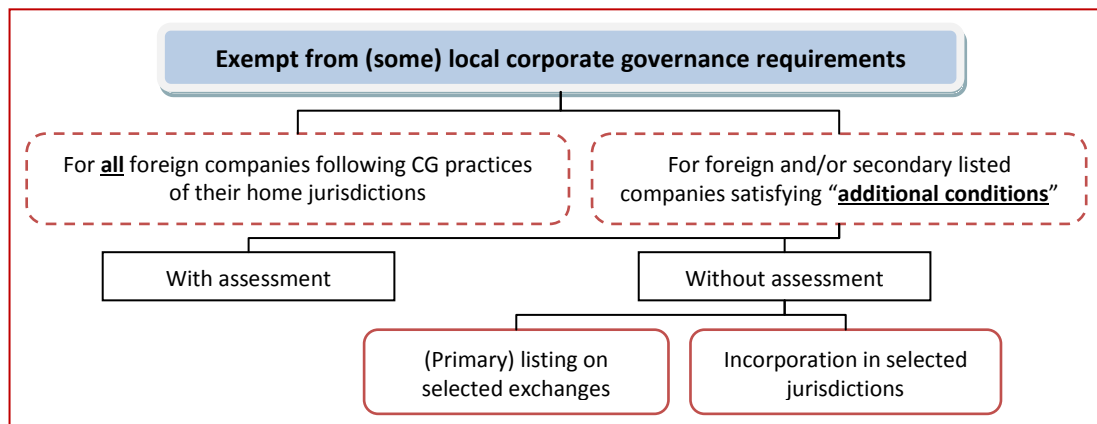 Exempt from (some) local corporate governance requirements
For all foreign companies following CG practices
of their home jurisdictions
For foreign and/or secondary listed
companies satisfying “additional conditions”
With assessment
Without assessment
(Primary) listing on
selected exchanges
Incorporation in selected
jurisdictions